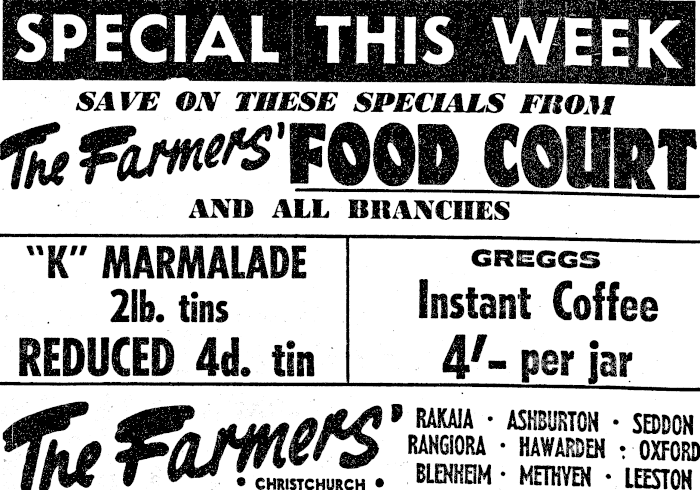 SPECIAL THIS WEEK
SAVE ON THESE SPECIALS FROM
The Farmers' FOOD COURT
AND ALL BRANCHES
"K" MARMALADE
2lb. tins
REDUCED 4d. tin
GREGGS
Instant Coffee
4/- per jar
The Farmers'
• CHRISTCHURCH •
RAKAIA • ASHBURTON • SEDDON
RANGIORA • HAWARDEN : OXFORD
BLENHEIM • METHVEN • LEESTON